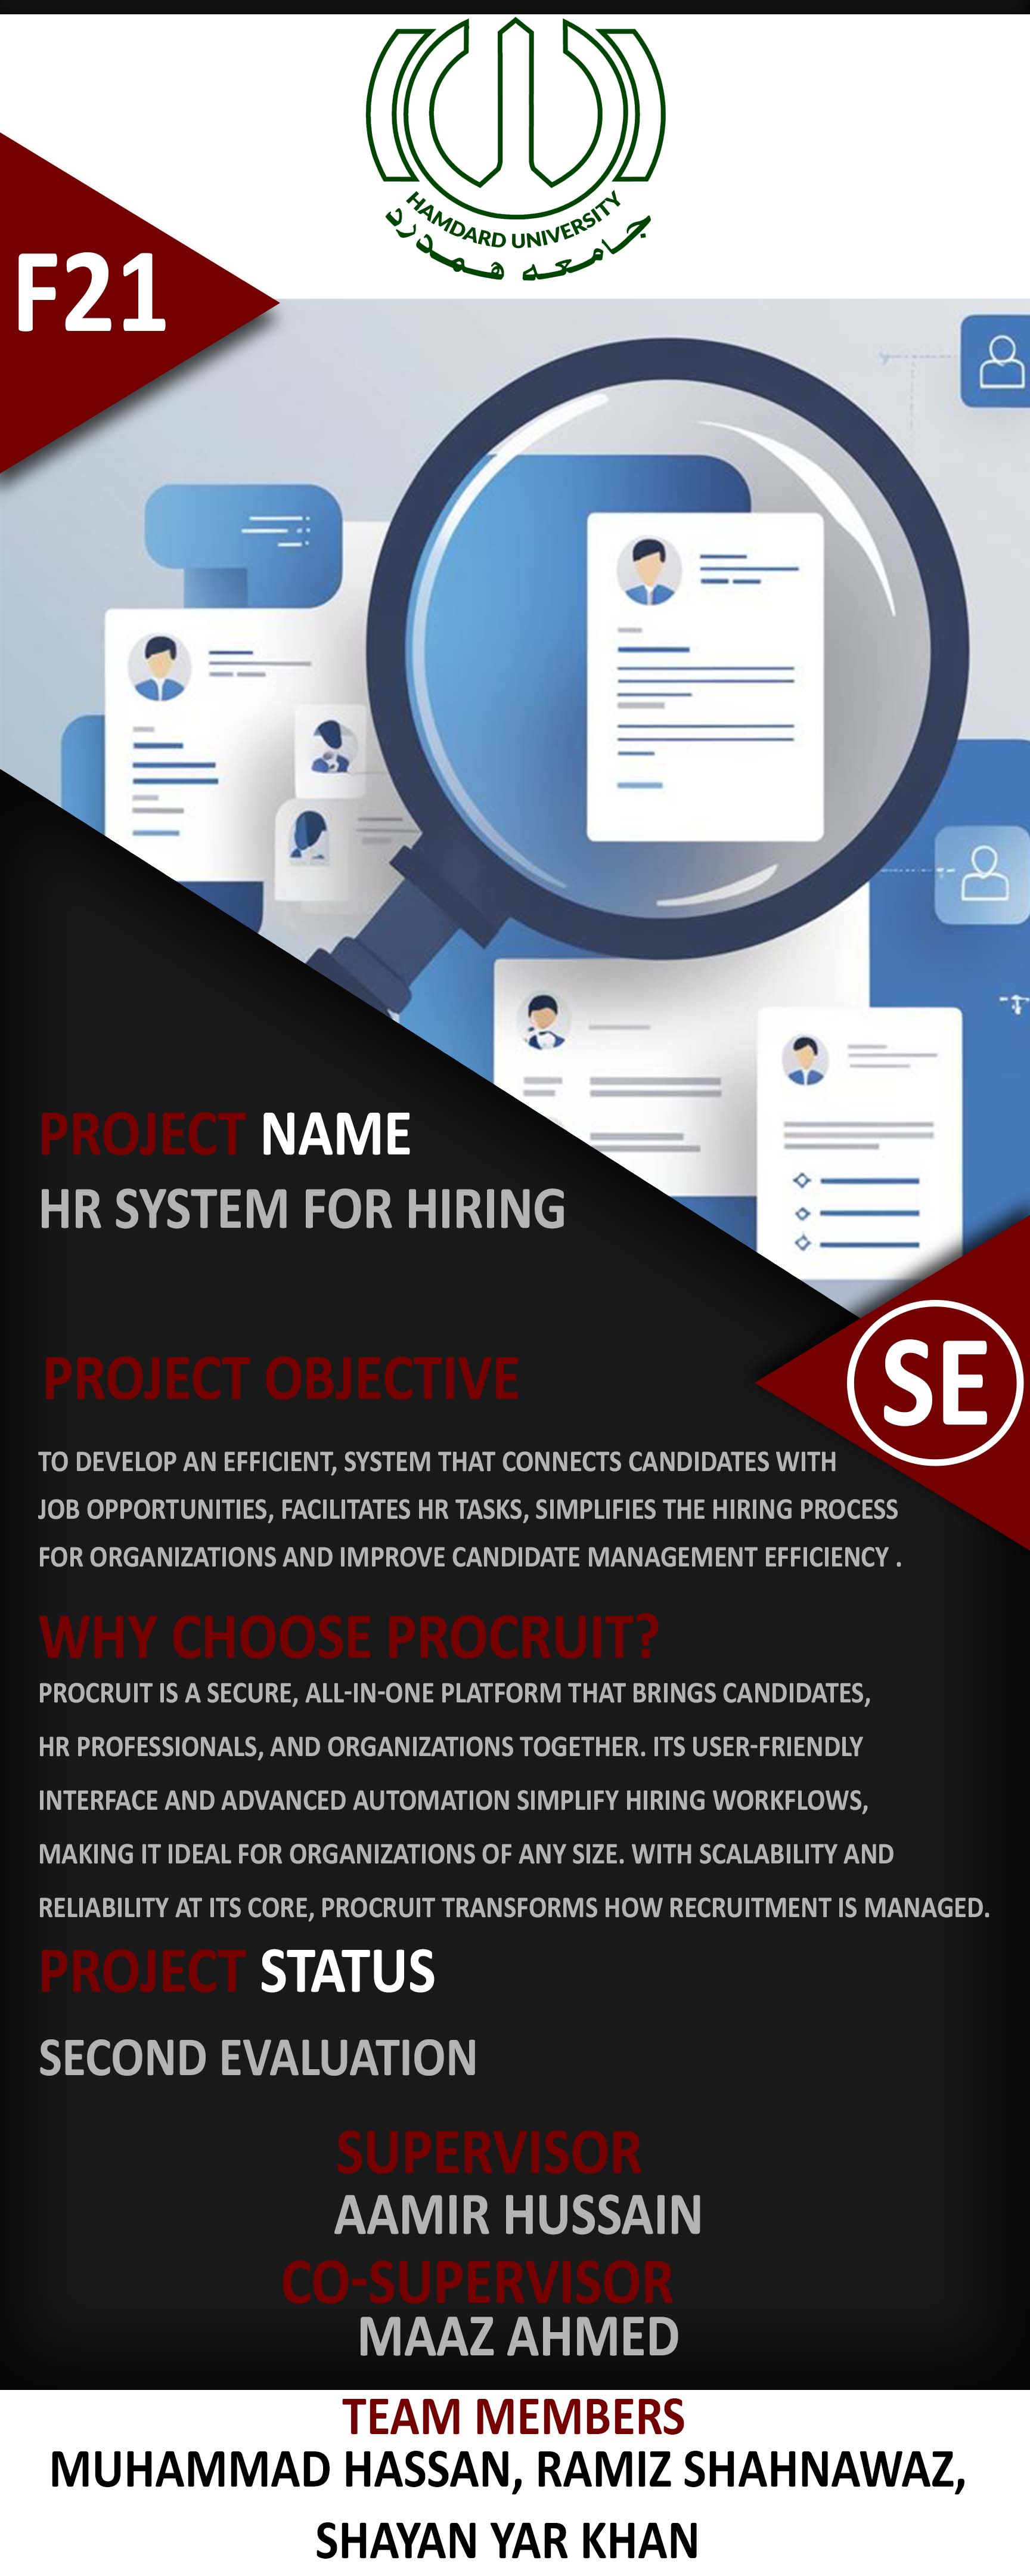 HAMDARD UNIVERSITY
جامعه همدرد
F21
PROJECT NAME
HR SYSTEM FOR HIRING
SE
PROJECT OBJECTIVE
TO DEVELOP AN EFFICIENT, SYSTEM THAT CONNECTS CANDIDATES WITH
JOB OPPORTUNITIES, FACILITATES HR TASKS, SIMPLIFIES THE HIRING PROCESS
FOR ORGANIZATIONS AND IMPROVE CANDIDATE MANAGEMENT EFFICIENCY .
WHY CHOOSE PROCRUIT?
PROCRUIT IS A SECURE, ALL-IN-ONE PLATFORM THAT BRINGS CANDIDATES,
HR PROFESSIONALS, AND ORGANIZATIONS TOGETHER. ITS USER-FRIENDLY
INTERFACE AND ADVANCED AUTOMATION SIMPLIFY HIRING WORKFLOWS,
MAKING IT IDEAL FOR ORGANIZATIONS OF ANY SIZE. WITH SCALABILITY AND
RELIABILITY AT ITS CORE, PROCRUIT TRANSFORMS HOW RECRUITMENT IS MANAGED.
PROJECT STATUS
SECOND EVALUATION
SUPERVISOR
AAMIR HUSSAIN
CO-SUPERVISOR
MAAZ AHMED
TEAM MEMBERS
MUHAMMAD HASSAN, RAMIZ SHAHNAWAZ,
SHAYAN YAR KHAN